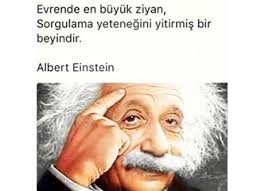 Evrende en büyük ziyan,
Sorgulama yeteneğini yitirmiş bir
beyindir.
Albert Einstein